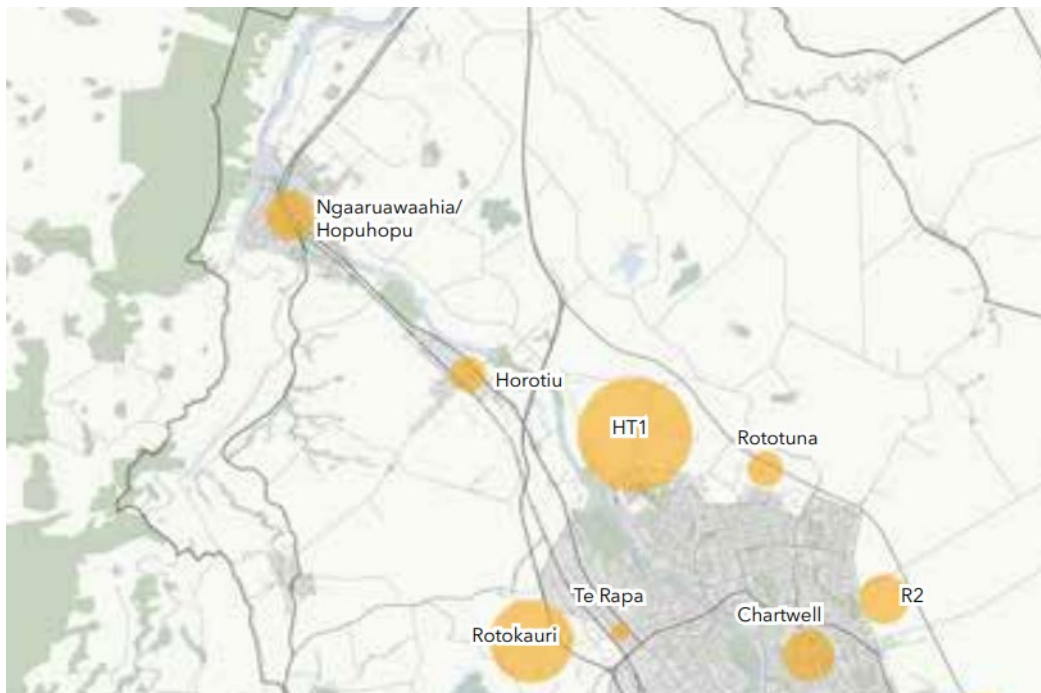 Ngaaruawaahia/
Hopuhopu
Horotiu
HT1
Rototuna
Te Rapa
R2
Chartwell
Rotokauri